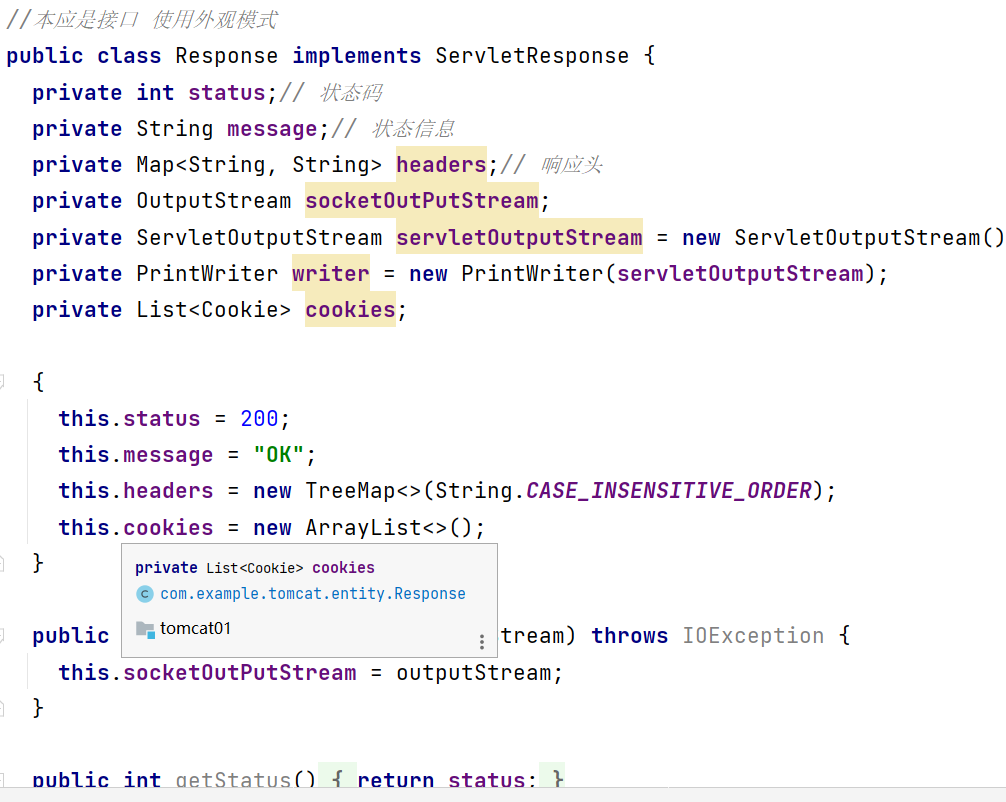 //本应是接口 使用外观模式
public class Response implements ServletResponse {
private int status;// 状态码
private String message;// 状态信息
private Map<String, String> headers;// 响应头
private OutputStream socketOutPutStream;
private ServletOutputStream servletOutputStream = new ServletOutputStream()
private PrintWriter writer = new PrintWriter(servletOutputStream);
private List<Cookie> cookies;
{
this.status = 200;
this.message = "OK";
this.headers = new TreeMap<>(String.CASE_INSENSITIVE_ORDER);
this.cookies = new ArrayList<>();
}
private List<Cookie> cookies
C com.example.tomcat.entity.Response
tomcat01
public tream) throws IOException {
this.socketOutPutStream = outputStream;
}
public int getStatus() { return status; }